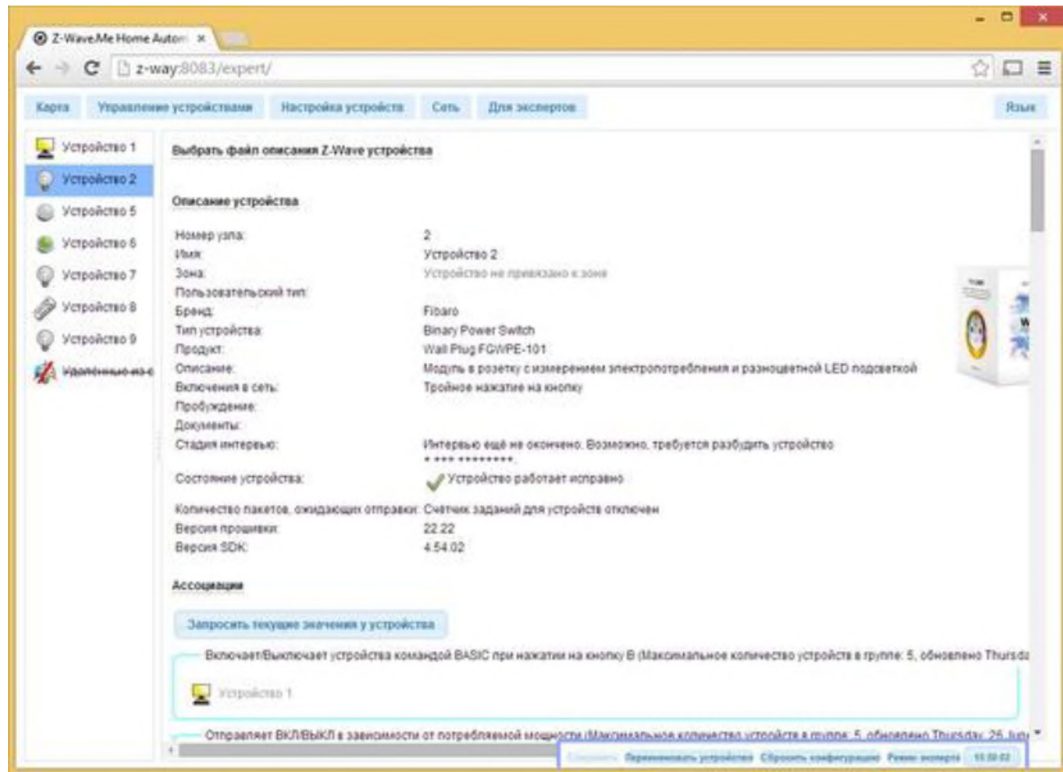 Z-Wave.Me Home Autom ×
z-way:8083/expert/
Карта Управление устройствами Настройка устройств Сеть Для экспертов Язык
Устройство 1
Устройство 2
Устройство 5
Устройство 6
Устройство 7
Устройство 8
Устройство 9
Удалённые из с
Выбрать файл описания Z-Wave устройства
Описание устройства
Номер узла: 2
Имя: Устройство 2
Зона: Устройство не привязано к зоне
Пользовательский тип:
Бренд: Fibaro
Тип устройства: Binary Power Switch
Продукт: Wall Plug FGWPE-101
Описание: Модуль в розетку с измерением электропотребления и разноцветной LED подсветкой
Включения в сеть: Тройное нажатие на кнопку
Пробуждение:
Документы:
Стадия интервью: Интервью ещё не окончено. Возможно, требуется разбудить устройство
* *** ********.
Состояние устройства: Устройство работает исправно
Количество пакетов, ожидающих отправки: Счётчик заданий для устройств отключен
Версия прошивки: 22.22
Версия SDK: 4.54.02
Ассоциации
Запросить текущие значения у устройства
Включает/Выключает устройства командой BASIC при нажатии на кнопку B (Максимальное количество устройств в группе: 5, обновлено Thursda
Устройство 1
Отправляет ВКЛ/ВЫКЛ в зависимости от потребляемой мощности (Максимальное количество устройств в группе: 5, обновлено Thursday, 25 June
Переименовать устройство Сбросить конфигурацию Режим эксперта